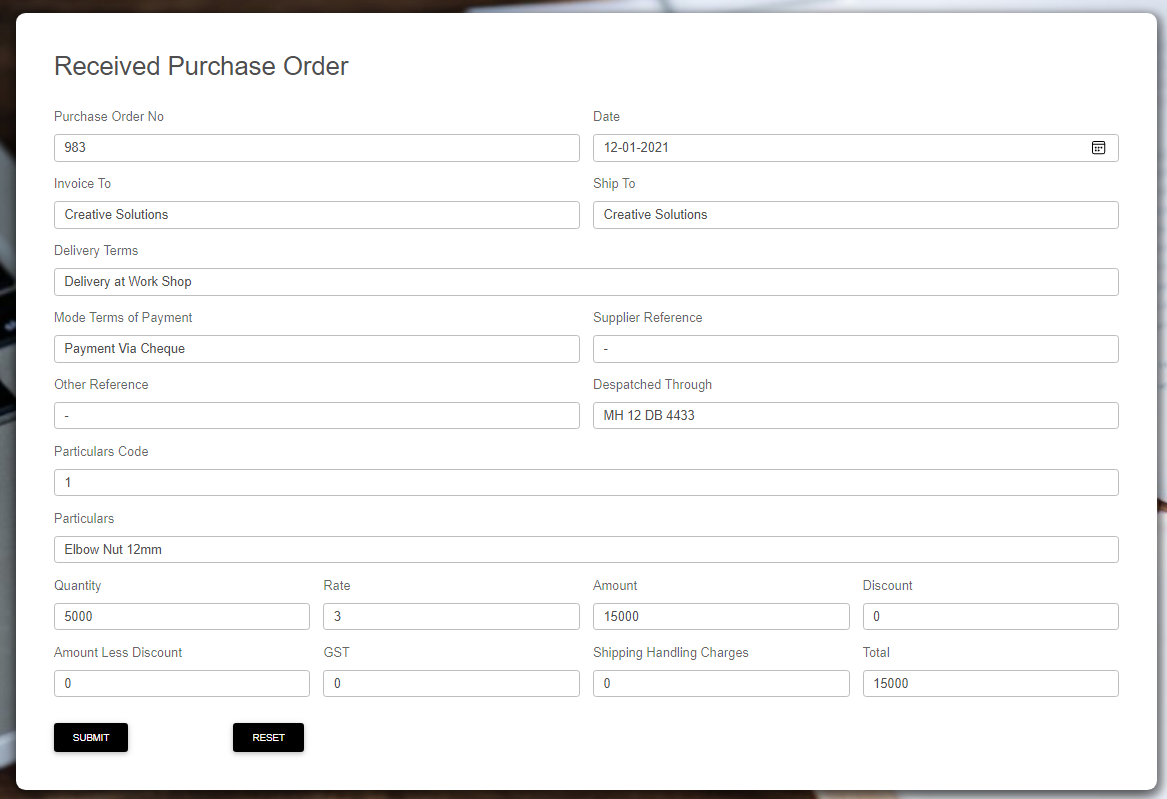 Received Purchase Order
Purchase Order No Date
983 12-01-2021
Invoice To Ship To
Creative Solutions Creative Solutions
Delivery Terms
Delivery at Work Shop
Mode Terms of Payment Supplier Reference
Payment Via Cheque -
Other Reference Despatched Through
- MH 12 DB 4433
Particulars Code
1
Particulars
Elbow Nut 12mm
Quantity Rate Amount Discount
5000 3 15000 0
Amount Less Discount GST Shipping Handling Charges Total
0 0 0 15000
SUBMIT RESET